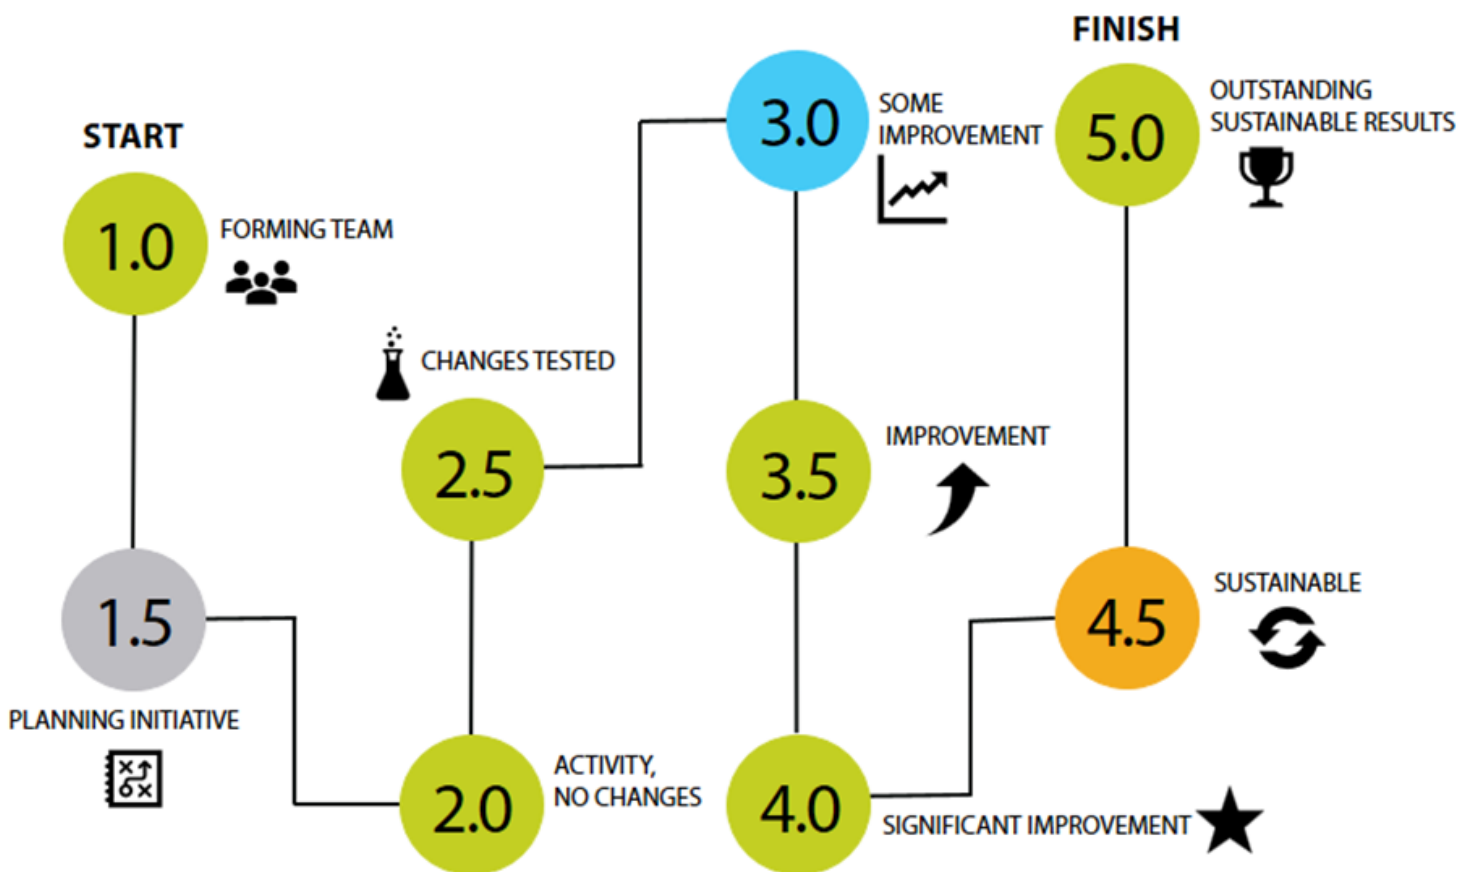 START
1.0
FORMING TEAM
1.5
PLANNING INITIATIVE
2.0
ACTIVITY,
NO CHANGES
2.5
CHANGES TESTED
3.0
SOME
IMPROVEMENT
3.5
IMPROVEMENT
4.0
SIGNIFICANT IMPROVEMENT
4.5
SUSTAINABLE
FINISH
5.0
OUTSTANDING
SUSTAINABLE RESULTS